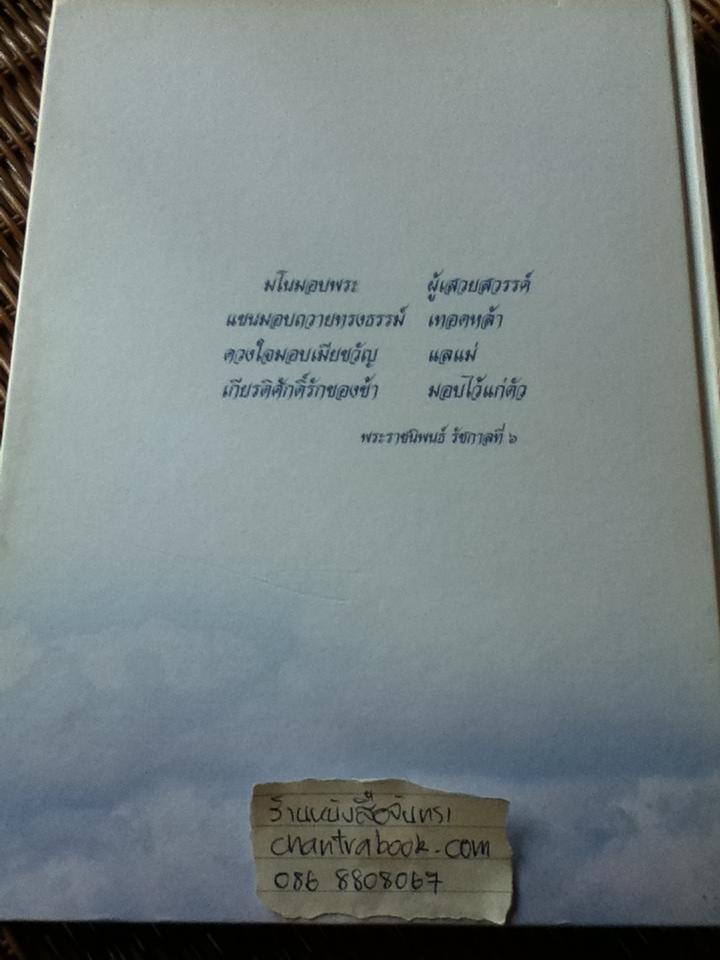 มโนมอบพระ ผู้เสวยสวรรค์
แขนมอบถวายทรงธรรม์ เทอดหล้า
ดวงใจมอบเมียขวัญ แลแม่
เกียรติศักดิ์รักของข้า มอบไว้แก่ตัว
พระราชนิพนธ์ รัชกาลที่ ๖
ร้านหนังสือจันทรา
chantrabook.com
086 8808067